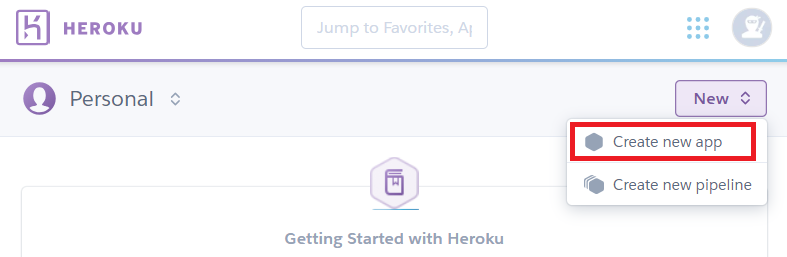 HEROKU
Jump to Favorites, Ap
Personal
New
Create new app
Create new pipeline
Getting Started with Heroku